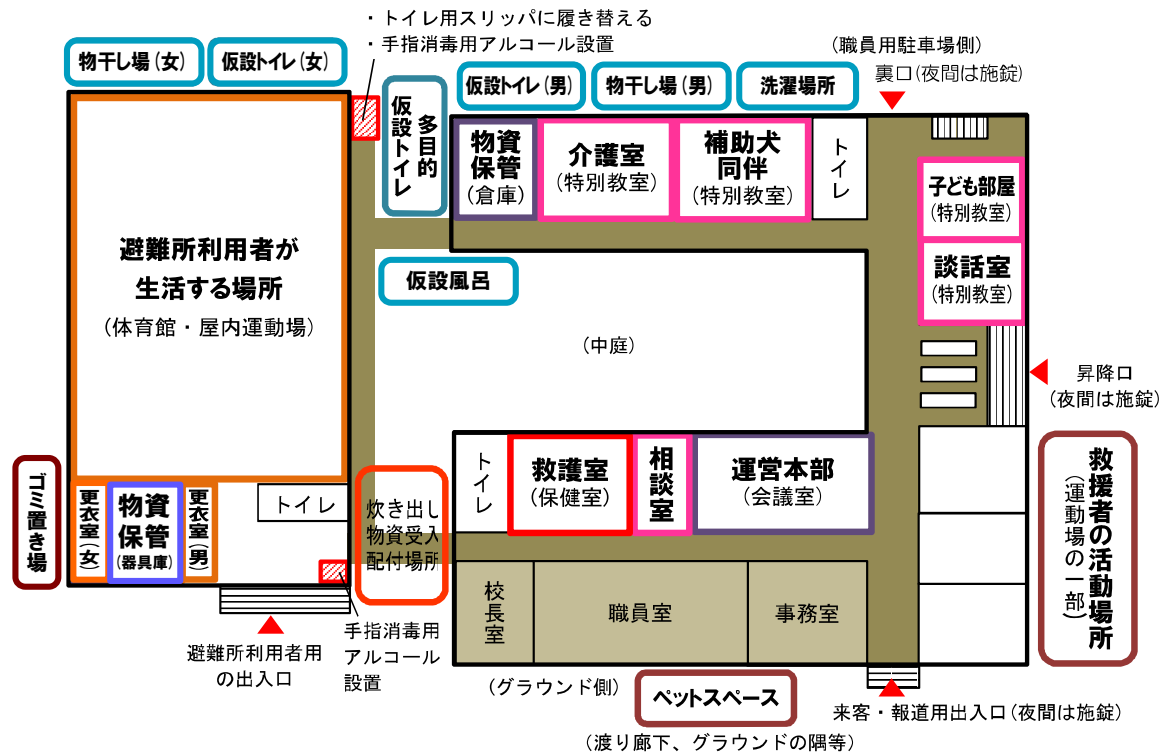 ・トイレ用スリッパに履き替える
・手指消毒用アルコール設置
物干し場(女)
仮設トイレ(女)
多目的
仮設トイレ
仮設トイレ(男)
物干し場(男)
洗濯場所
(職員用駐車場側)
裏口(夜間は施錠)
物資
保管
(倉庫)
介護室
(特別教室)
補助犬
同伴
(特別教室)
トイレ
子ども部屋
(特別教室)
談話室
(特別教室)
避難所利用者が
生活する場所
(体育館・屋内運動場)
仮設風呂
(中庭)
昇降口
(夜間は施錠)
ゴミ置き場
更衣室(女)
物資
保管
(器具庫)
更衣室(男)
トイレ
炊き出し
物資受入
配付場所
トイレ
救護室
(保健室)
相談室
運営本部
(会議室)
救援者の活動場所
(運動場の一部)
校長室
職員室
事務室
避難所利用者用
の出入口
手指消毒用
アルコール
設置
(グラウンド側)
ペットスペース
(渡り廊下、グラウンドの隅等)
来客・報道用出入口(夜間は施錠)